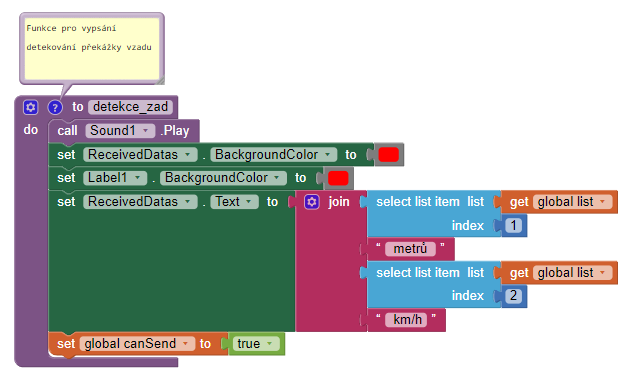 Funkce pro vypsání
detekování překážky vzadu
? to detekce_zad
do call Sound1 .Play
set ReceivedDatas . BackgroundColor to
set Label1 . BackgroundColor to
set ReceivedDatas . Text to join select list item list get global list
index 1
“ metrů ”
select list item list get global list
index 2
“ km/h ”
set global canSend to true